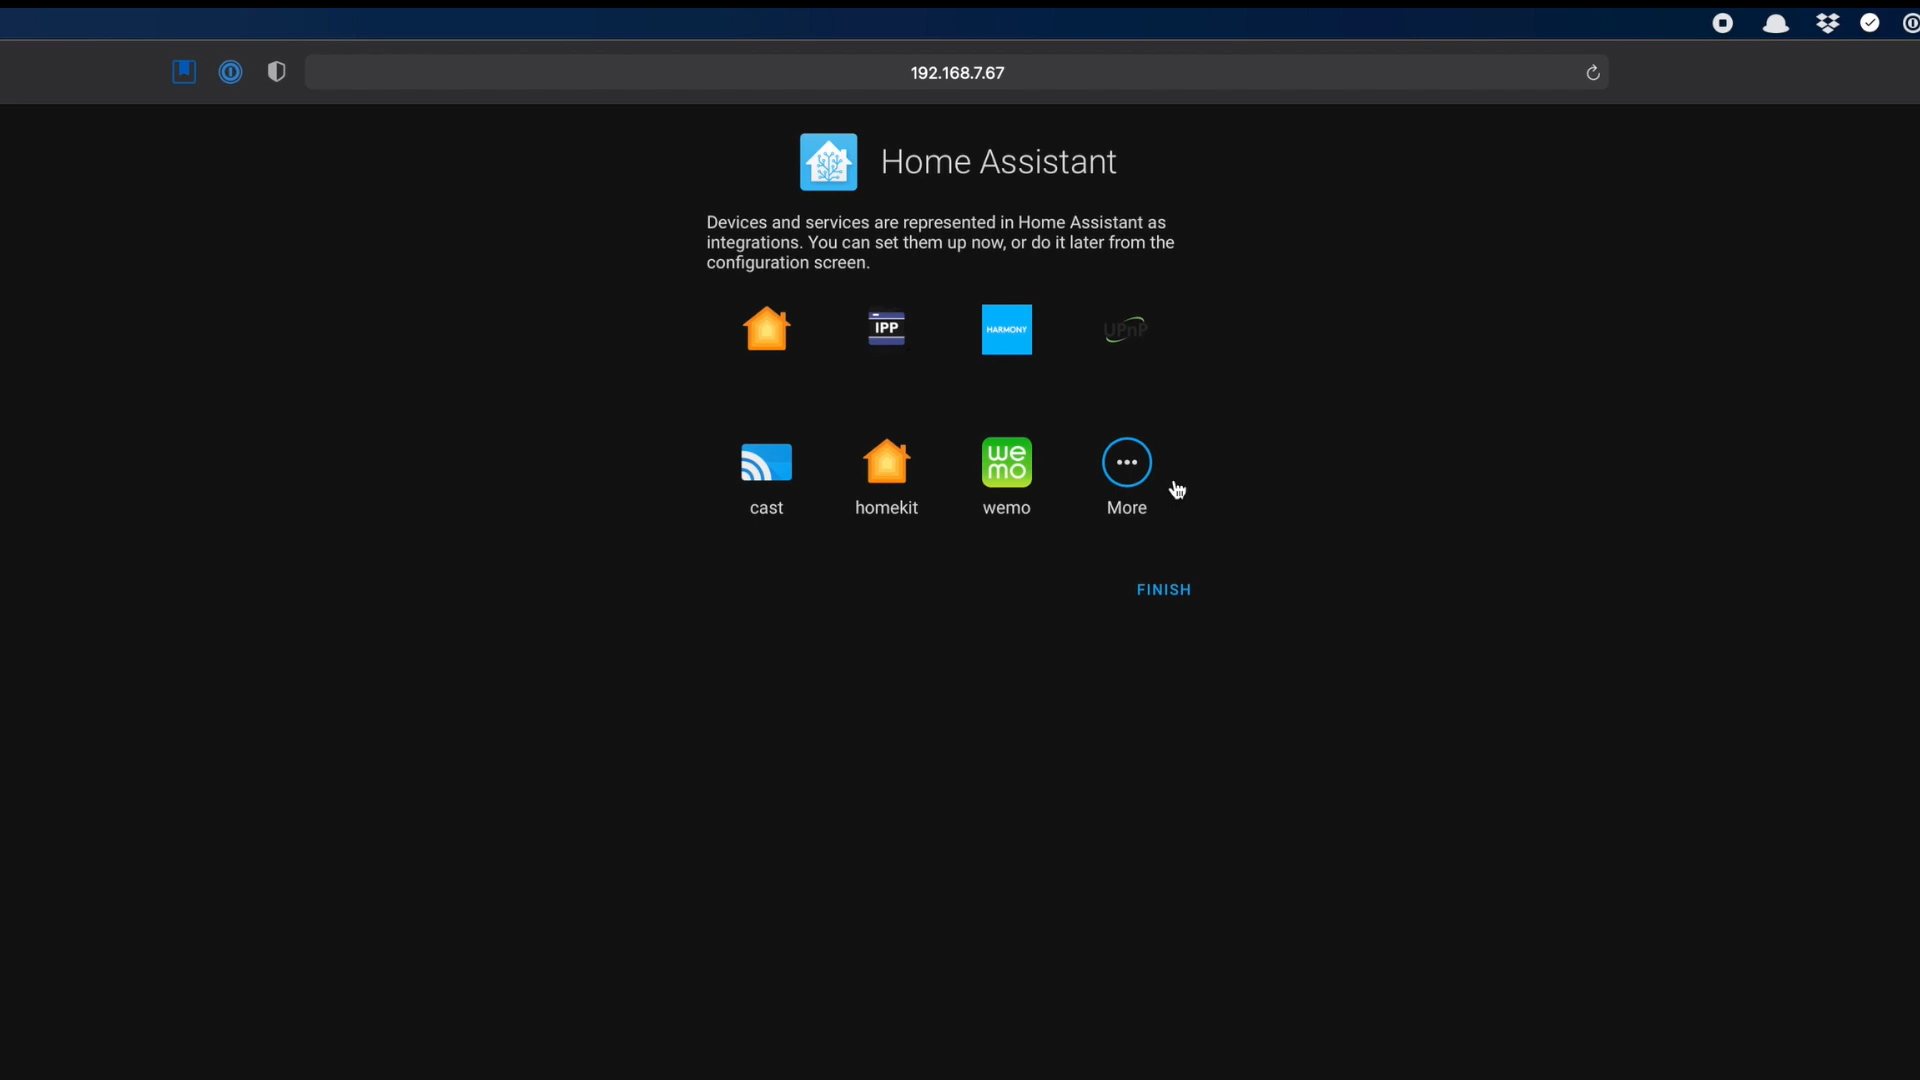 192.168.7.67
Home Assistant
Devices and services are represented in Home Assistant as
integrations. You can set them up now, or do it later from the
configuration screen.
IPP
HARMONY
UPnP
we
mo
cast
homekit
wemo
More
FINISH